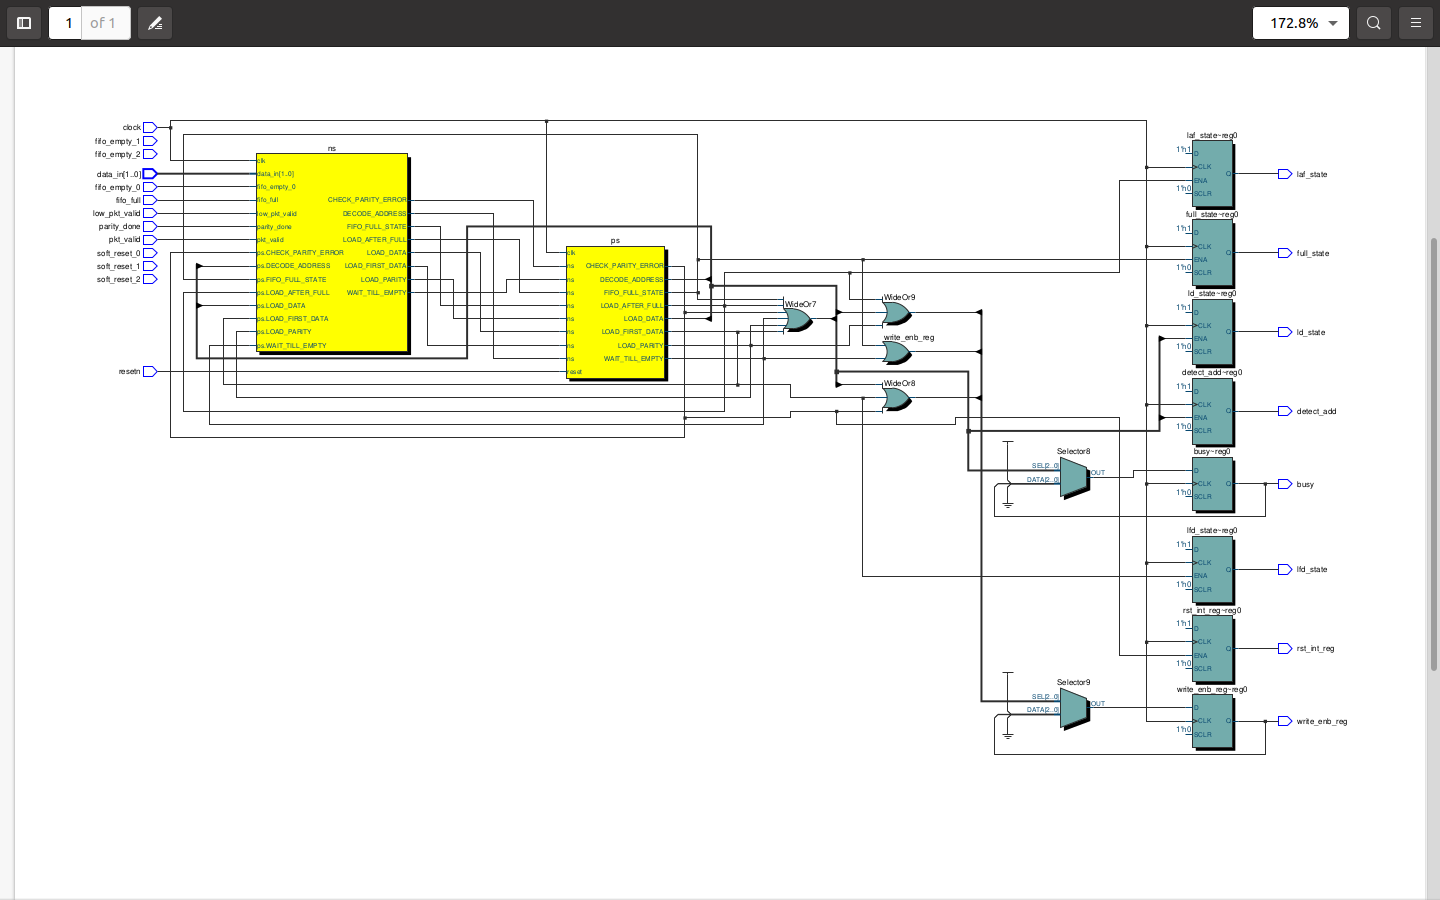 1 of 1
172.8%
clock
fifo_empty_1
fifo_empty_2
data_in[1..0]
fifo_empty_0
fifo_full
low_pkt_valid
parity_done
pkt_valid
soft_reset_0
soft_reset_1
soft_reset_2
resetn
ns
clk
data_in[1..0]
fifo_empty_0
fifo_full
low_pkt_valid
parity_done
pkt_valid
ps.CHECK_PARITY_ERROR
ps.DECODE_ADDRESS
ps.FIFO_FULL_STATE
ps.LOAD_AFTER_FULL
ps.LOAD_DATA
ps.LOAD_FIRST_DATA
ps.LOAD_PARITY
ps.WAIT_TILL_EMPTY
CHECK_PARITY_ERROR
DECODE_ADDRESS
FIFO_FULL_STATE
LOAD_AFTER_FULL
LOAD_DATA
LOAD_FIRST_DATA
LOAD_PARITY
WAIT_TILL_EMPTY
ps
clk
ns
ns
ns
ns
ns
ns
ns
ns
reset
CHECK_PARITY_ERROR
DECODE_ADDRESS
FIFO_FULL_STATE
LOAD_AFTER_FULL
LOAD_DATA
LOAD_FIRST_DATA
LOAD_PARITY
WAIT_TILL_EMPTY
WideOr7
WideOr9
write_enb_reg
WideOr8
Selector8
SEL[2..0]
DATA[2..0]
OUT
Selector9
SEL[2..0]
DATA[2..0]
OUT
laf_state~reg0
1'h1 D
CLK Q
ENA
1'h0 SCLR
laf_state
full_state~reg0
1'h1 D
CLK Q
ENA
1'h0 SCLR
full_state
ld_state~reg0
1'h1 D
CLK Q
ENA
1'h0 SCLR
ld_state
detect_add~reg0
1'h1 D
CLK Q
ENA
1'h0 SCLR
detect_add
busy~reg0
D
CLK Q
1'h0 SCLR
busy
lfd_state~reg0
1'h1 D
CLK Q
ENA
1'h0 SCLR
lfd_state
rst_int_reg~reg0
1'h1 D
CLK Q
ENA
1'h0 SCLR
rst_int_reg
write_enb_reg~reg0
D
CLK Q
1'h0 SCLR
write_enb_reg